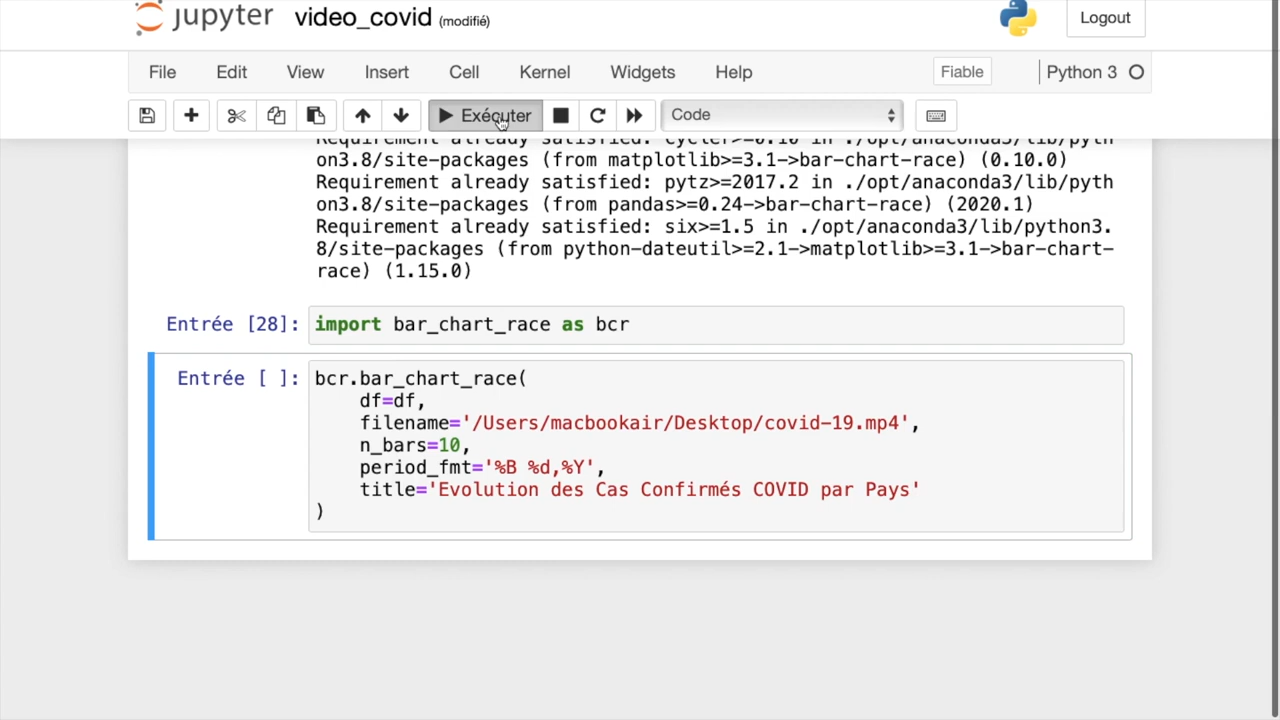 jupyter video_covid (modifié)
Logout
File Edit View Insert Cell Kernel Widgets Help Fiable Python 3
Exécuter Code
Requirement already satisfied: cycler>=0.10 in ./opt/anaconda3/lib/pyth
on3.8/site-packages (from matplotlib>=3.1->bar-chart-race) (0.10.0)
Requirement already satisfied: pytz>=2017.2 in ./opt/anaconda3/lib/pyth
on3.8/site-packages (from pandas>=0.24->bar-chart-race) (2020.1)
Requirement already satisfied: six>=1.5 in ./opt/anaconda3/lib/python3.
8/site-packages (from python-dateutil>=2.1->matplotlib>=3.1->bar-chart-
race) (1.15.0)
Entrée [28]: import bar_chart_race as bcr
Entrée [ ]: bcr.bar_chart_race(
df=df,
filename='/Users/macbookair/Desktop/covid-19.mp4',
n_bars=10,
period_fmt='%B %d,%Y',
title='Evolution des Cas Confirmés COVID par Pays'
)